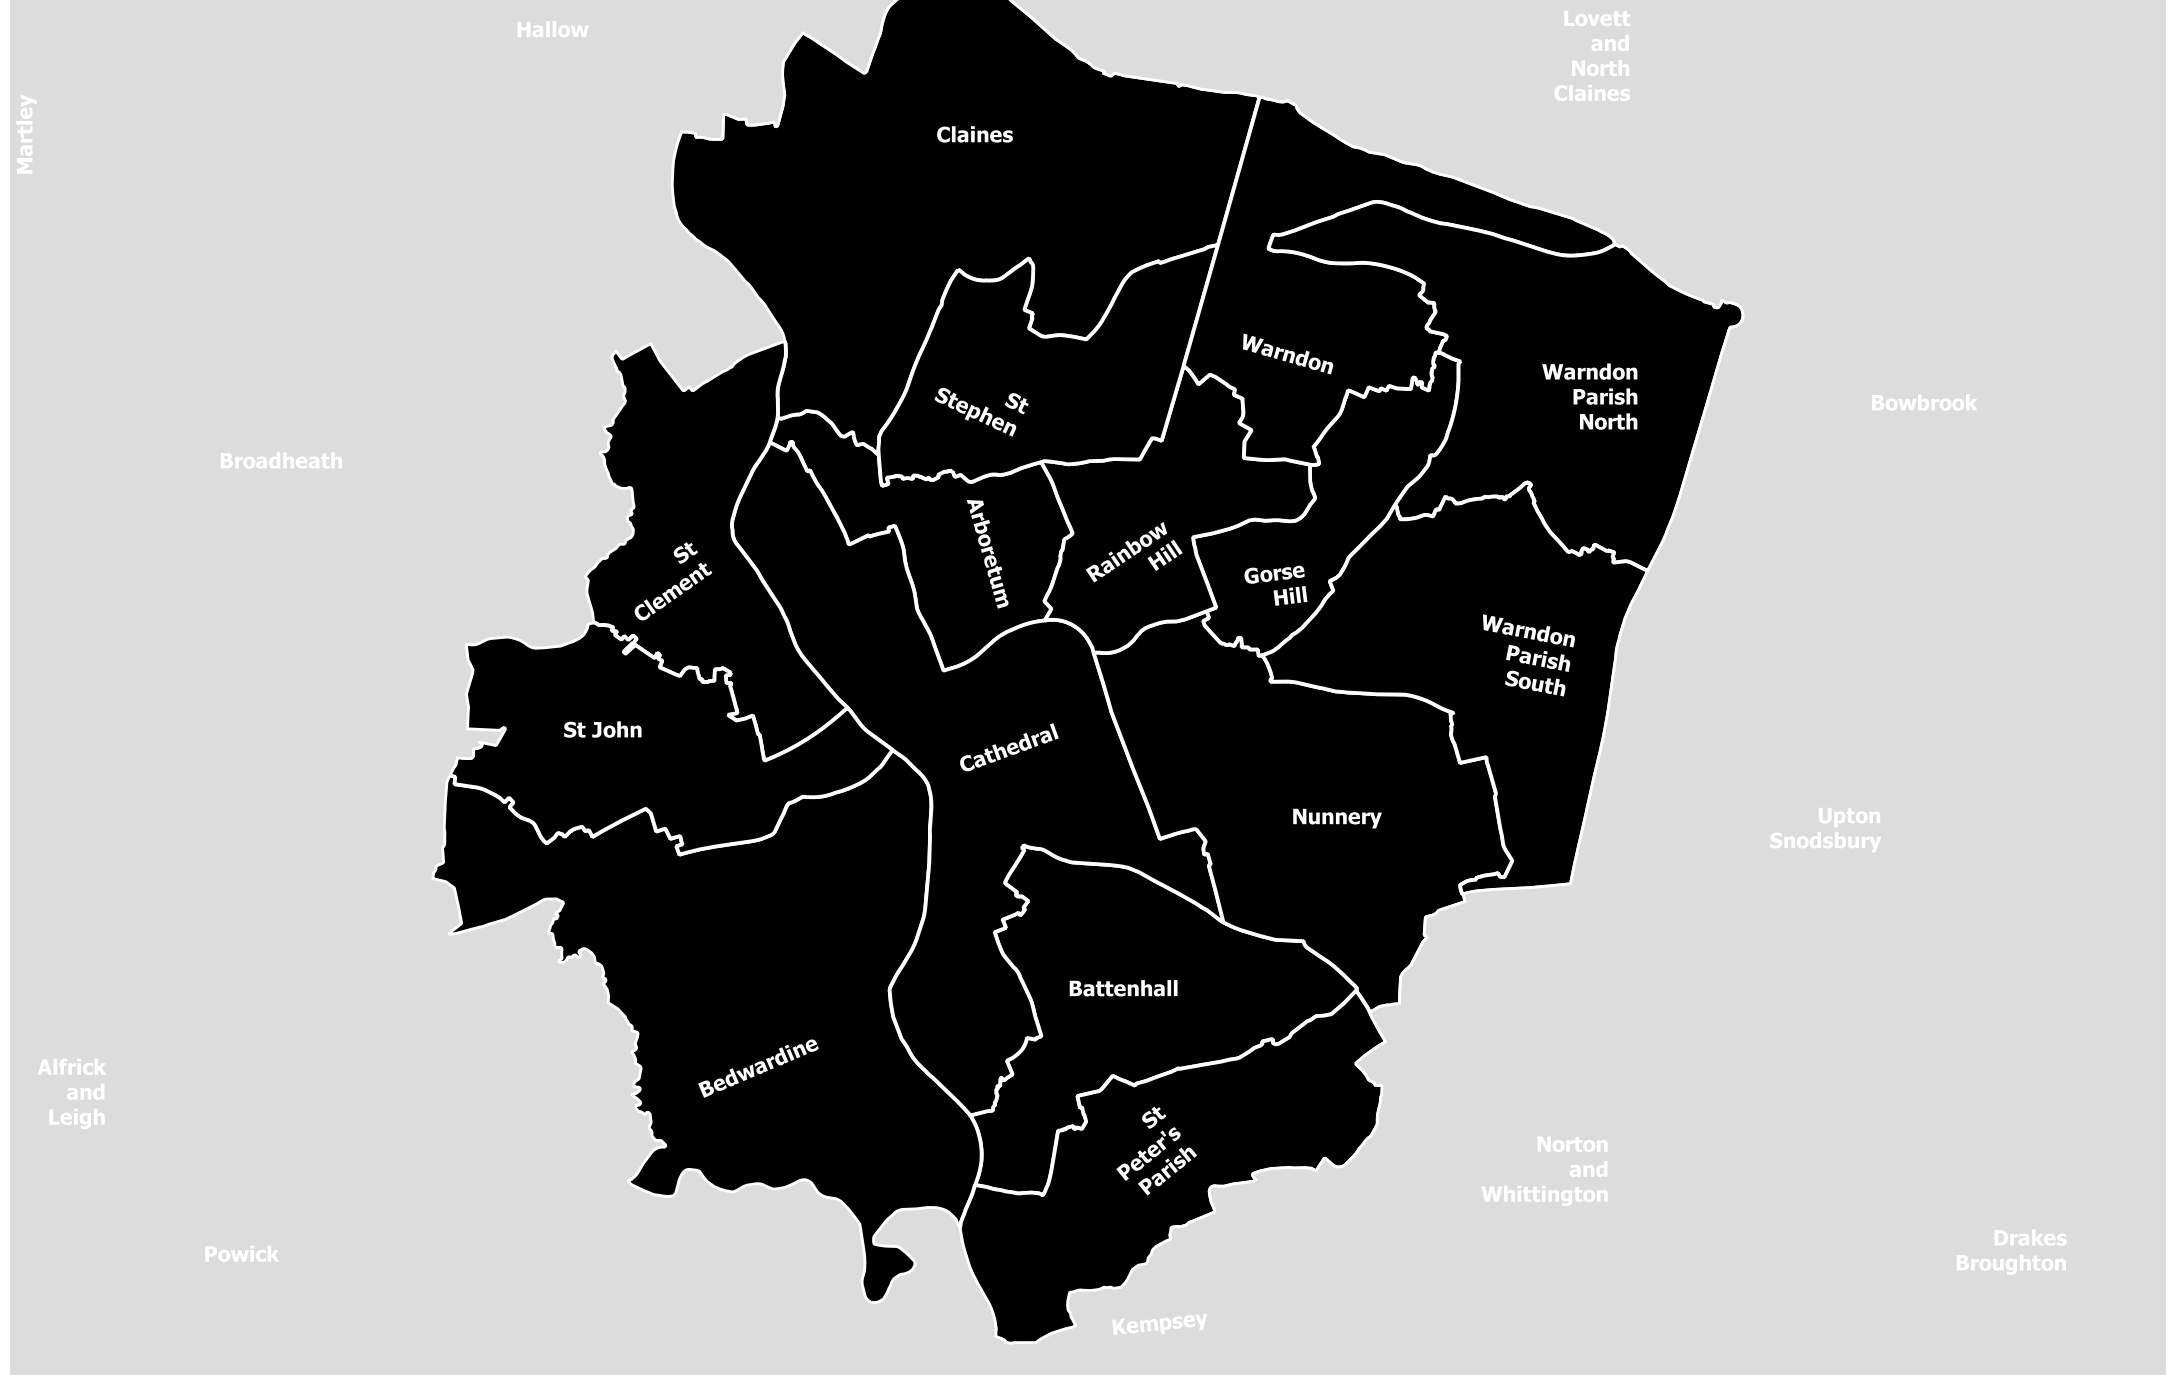 Hallow
Lovett
and
North
Claines
Martley
Claines
Warndon
Warndon
Parish
North
St
Stephen
Bowbrook
Broadheath
Arboretum
Rainbow
Hill
St
Clement
Gorse
Hill
Warndon
Parish
South
St John
Cathedral
Nunnery
Upton
Snodsbury
Battenhall
Bedwardine
Alfrick
and
Leigh
St
Peter's
Parish
Norton
and
Whittington
Powick
Drakes
Broughton
Kempsey